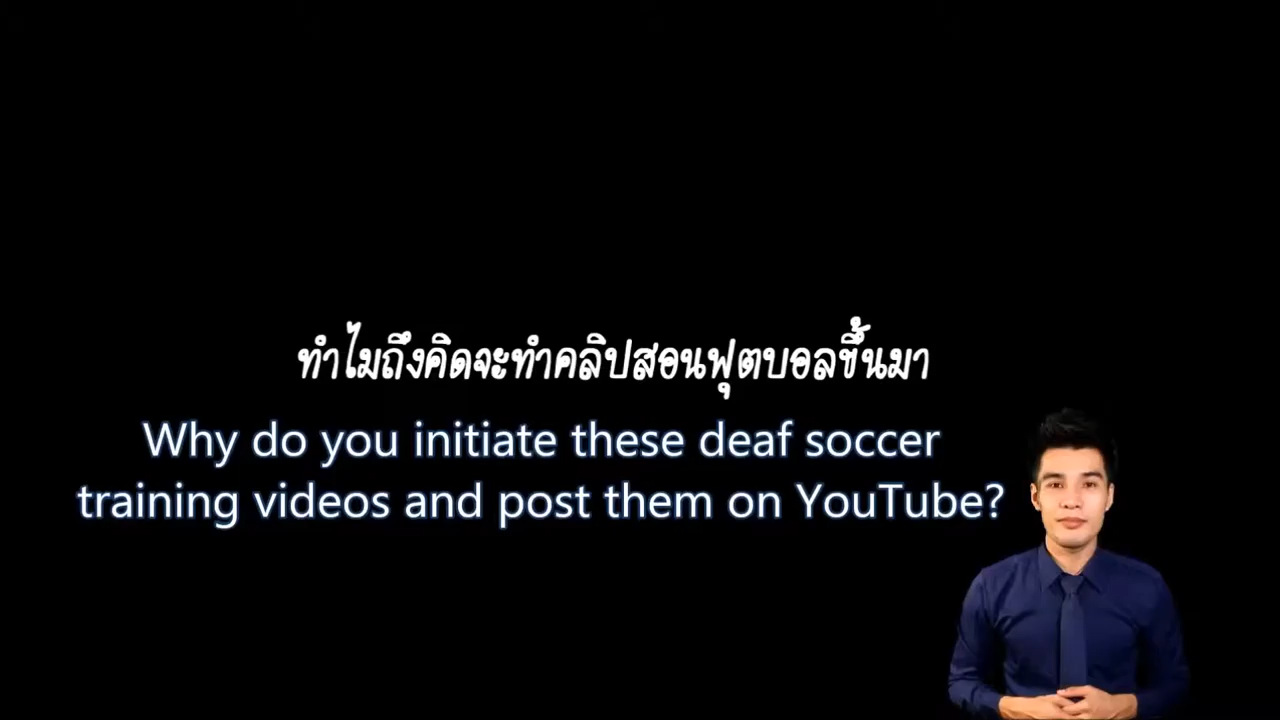 ทำไมถึงคิดจะทำคลิปสอนฟุตบอลขึ้นมา
Why do you initiate these deaf soccer
training videos and post them on YouTube?